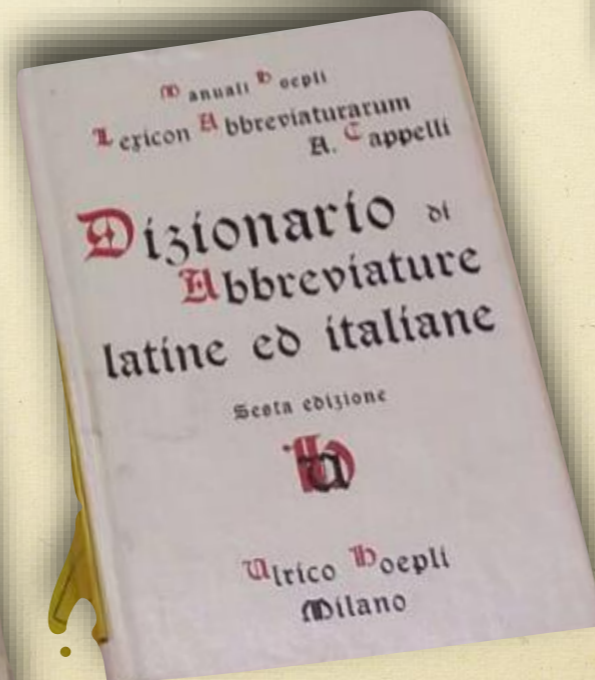 Manuali Hoepli
Lexicon Abbreviaturarum
A. Cappelli
Dizionario di
Abbreviature
latine ed italiane
Sesta edizione
Ulrico Hoepli
Milano